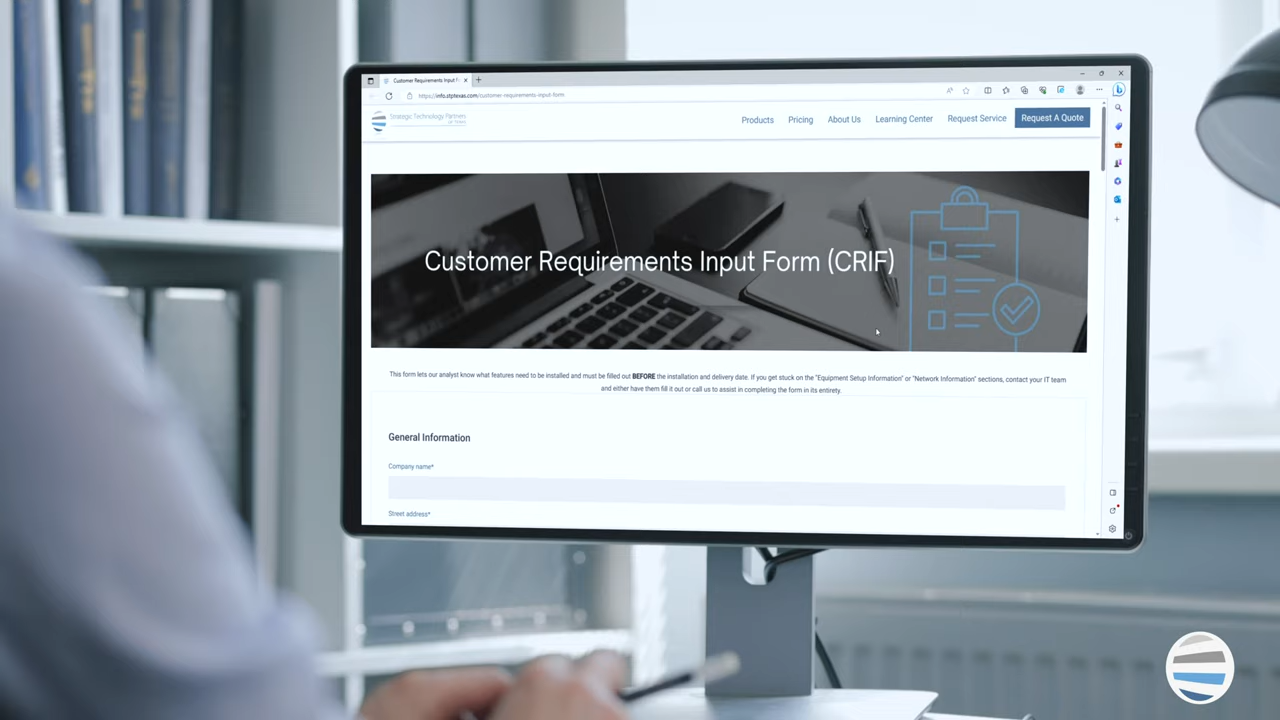 Customer Requirements Input F
https://info.stptexas.com/customer-requirements-input-form
Strategic Technology Partners
OF TEXAS
Products Pricing About Us Learning Center Request Service Request A Quote
Customer Requirements Input Form (CRIF)
This form lets our analyst know what features need to be installed and must be filled out BEFORE the installation and delivery date. If you get stuck on the "Equipment Setup Information" or "Network Information" sections, contact your IT team
and either have them fill it out or call us to assist in completing the form in its entirety.
General Information
Company name*
Street address*